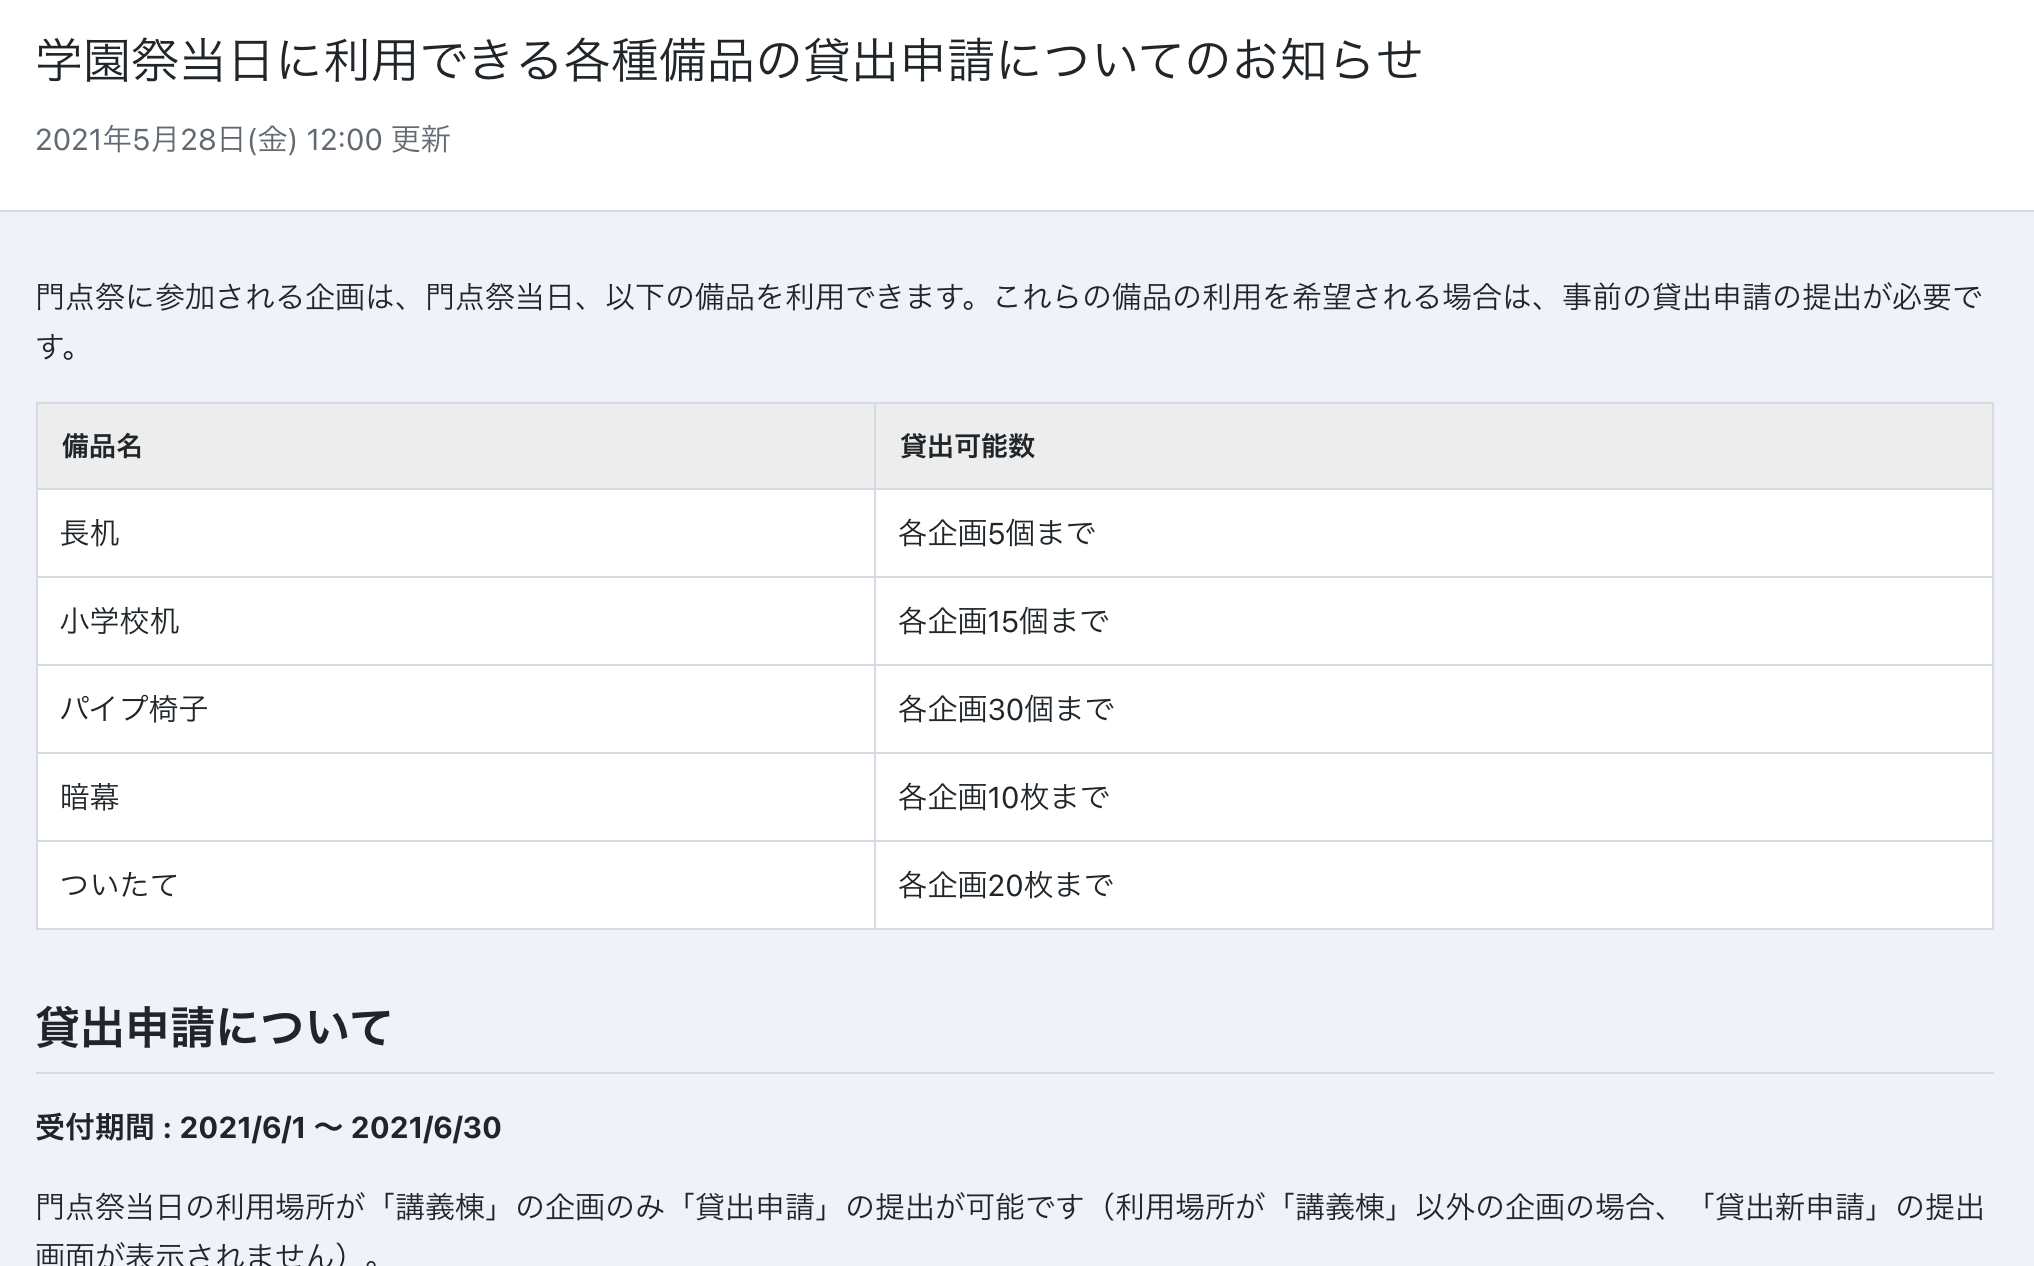 学園祭当日に利用できる各種備品の貸出申請についてのお知らせ
2021年5月28日(金) 12:00 更新
門点祭に参加される企画は、門点祭当日、以下の備品を利用できます。これらの備品の利用を希望される場合は、事前の貸出申請の提出が必要で
す。
備品名 貸出可能数
長机 各企画5個まで
小学校机 各企画15個まで
パイプ椅子 各企画30個まで
暗幕 各企画10枚まで
ついたて 各企画20枚まで
貸出申請について
受付期間 : 2021/6/1 〜 2021/6/30
門点祭当日の利用場所が「講義棟」の企画のみ「貸出申請」の提出が可能です（利用場所が「講義棟」以外の企画の場合、「貸出新申請」の提出
画面が表示されません）。